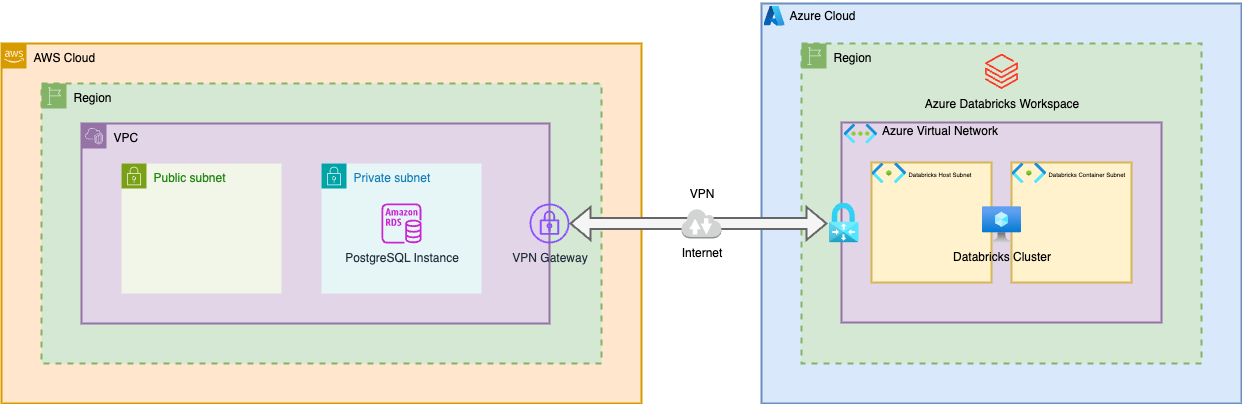 Azure Cloud
aws
AWS Cloud
Region
Region
Azure Databricks Workspace
VPC
Azure Virtual Network
Public subnet
Private subnet
Databricks Host Subnet
Databricks Container Subnet
Amazon
RDS
VPN
PostgreSQL Instance
VPN Gateway
Internet
Databricks Cluster